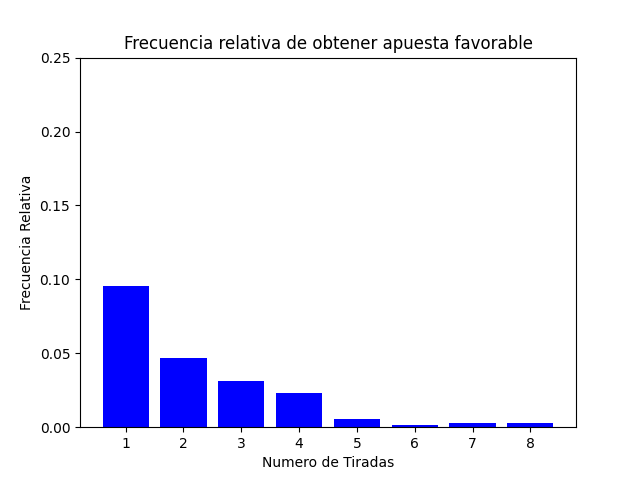 Frecuencia relativa de obtener apuesta favorable
0.25
0.20
0.15
0.10
0.05
0.00
Frecuencia Relativa
1 2 3 4 5 6 7 8
Numero de Tiradas